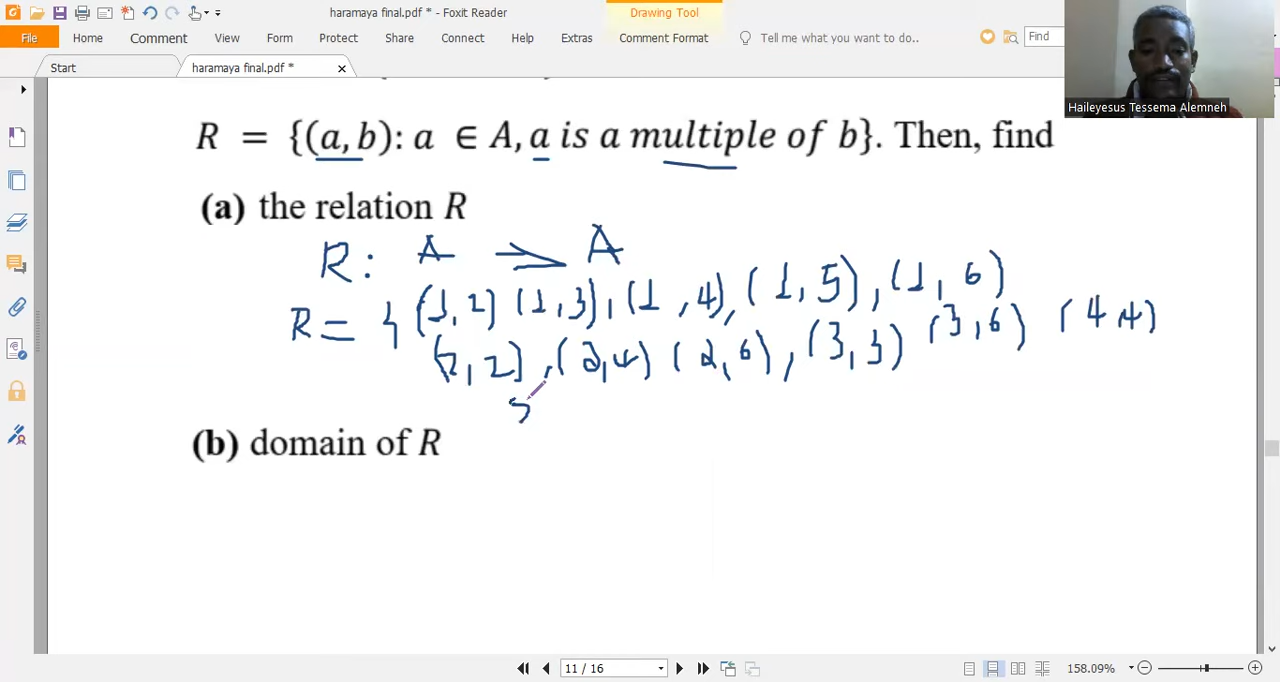 haramaya final.pdf * - Foxit Reader
Drawing Tool
File Home Comment View Form Protect Share Connect Help Extras Comment Format Tell me what you want to do.. Find
Start haramaya final.pdf *
Haileyesus Tessema Alemneh
R = {(a, b): a ∈ A, a is a multiple of b}. Then, find
(a) the relation R
R: A → A
R = { (1, 2) (1, 3), (1, 4), (1, 5), (1, 6)
(2, 2), (2, 4) (2, 6), (3, 3) (3, 6) (4, 4)
5
(b) domain of R
11 / 16
158.09%